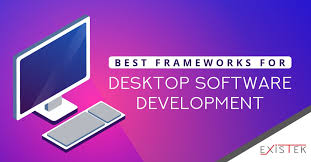 BEST FRAMEWORKS FOR
DESKTOP SOFTWARE
DEVELOPMENT
EXISTEK